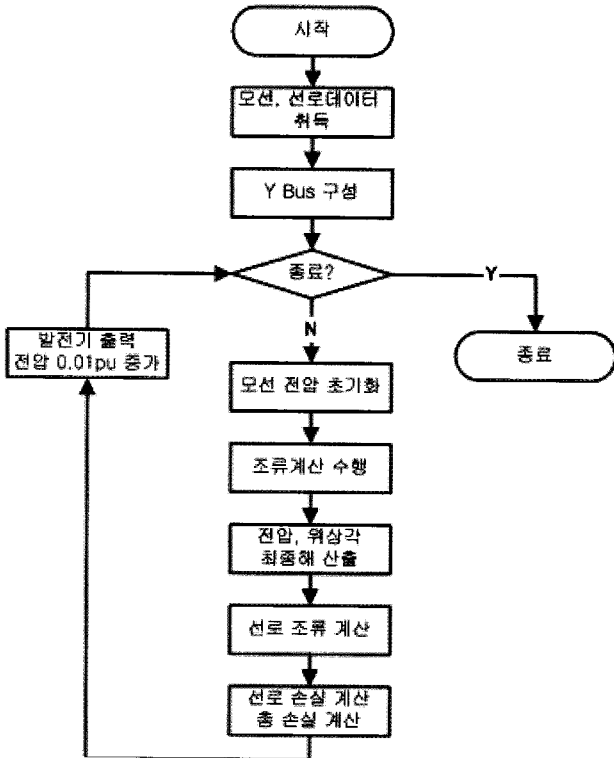 시작
모선, 선로데이터
취득
Y Bus 구성
종료?
Y
N
발전기 출력
전압 0.01pu 증가
종료
모선 전압 초기화
조류계산 수행
전압, 위상각
최종해 산출
선로 조류 계산
선로 손실 계산
총 손실 계산